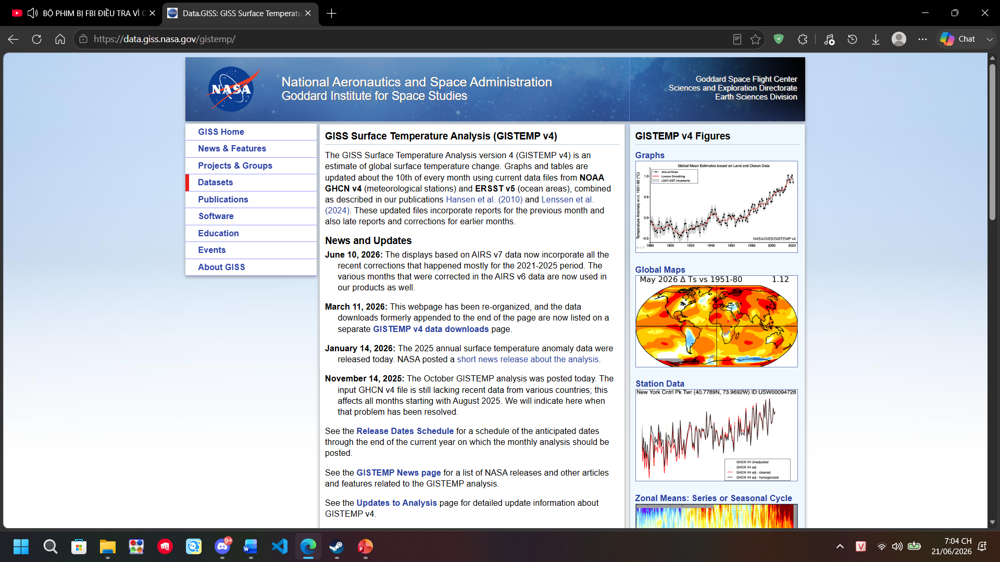 BỘ PHIM BỊ FBI ĐIỀU TRA VÌ
Data.GISS: GISS Surface Temperatu
https://data.giss.nasa.gov/gistemp/
Chat
NASA
National Aeronautics and Space Administration
Goddard Institute for Space Studies
Goddard Space Flight Center
Sciences and Exploration Directorate
Earth Sciences Division
GISS Home
News & Features
Projects & Groups
Datasets
Publications
Software
Education
Events
About GISS
GISS Surface Temperature Analysis (GISTEMP v4)
The GISS Surface Temperature Analysis version 4 (GISTEMP v4) is an
estimate of global surface temperature change. Graphs and tables are
updated about the 10th of every month using current data files from NOAA
GHCN v4 (meteorological stations) and ERSST v5 (ocean areas), combined
as described in our publications Hansen et al. (2010) and Lenssen et al.
(2024). These updated files incorporate reports for the previous month and
also late reports and corrections for earlier months.
News and Updates
June 10, 2026: The displays based on AIRS v7 data now incorporate all the
recent corrections that happened mostly for the 2021-2025 period. The
various months that were corrected in the AIRS v6 data are now used in
our products as well.
March 11, 2026: This webpage has been re-organized, and the data
downloads formerly appended to the end of the page are now listed on a
separate GISTEMP v4 data downloads page.
January 14, 2026: The 2025 annual surface temperature anomaly data were
released today. NASA posted a short news release about the analysis.
November 14, 2025: The October GISTEMP analysis was posted today. The
input GHCN v4 file is still lacking recent data from various countries; this
affects all months starting with August 2025. We will indicate here when
that problem has been resolved.
See the Release Dates Schedule for a schedule of the anticipated dates
through the end of the current year on which the monthly analysis should be
posted.
See the GISTEMP News page for a list of NASA releases and other articles
and features related to the GISTEMP analysis.
See the Updates to Analysis page for detailed update information about
GISTEMP v4.
GISTEMP v4 Figures
Graphs
Global Mean Estimates based on Land and Ocean Data
Annual Mean
Lowess Smoothing
LSAT+SST Uncertainty
Temperature Anomaly w.r.t. 1951-80 (°C)
1.0
0.5
0.0
-0.5
NASA/GISS/GISTEMP v4
1880 1900 1920 1940 1960 1980 2000 2020
Global Maps
May 2026 Δ Ts vs 1951-80 1.12
Station Data
New York Cntrl Pk Twr (40.7789N, 73.9692W) ID:USW00094728
GHCN V4 Unadjusted
GHCN V4 adj
GHCN V4 adj - cleaned
GHCN V4 adj - homogenized
Zonal Means: Series or Seasonal Cycle
9+
7:04 CH
21/06/2026